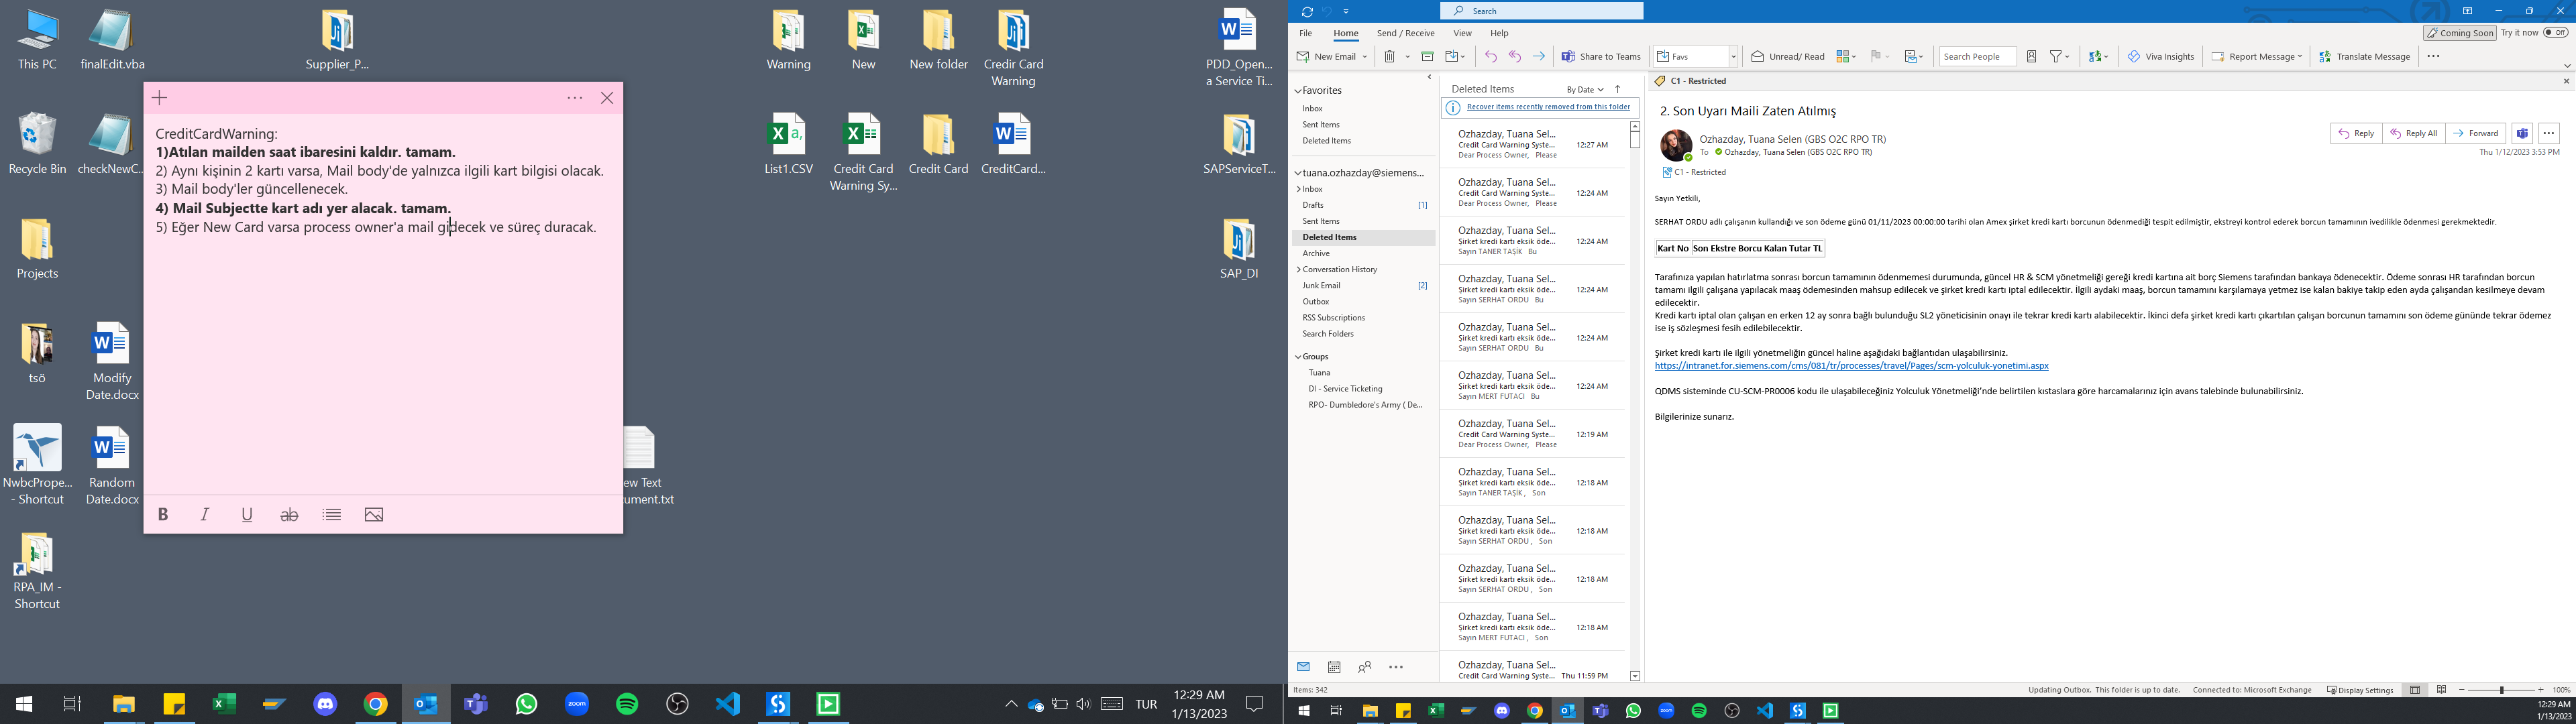 This PC
finalEdit.vba
Supplier_P...
Warning
New
New folder
Credir Card
Warning
PDD_Open...
a Service Ti...
Recycle Bin
checkNewC...
List1.CSV
Credit Card
Warning Sy...
Credit Card
CreditCard...
SAPServiceT...
Projects
SAP_DI
tsö
Modify
Date.docx
NwbcPrope...
- Shortcut
Random
Date.docx
ew Text
cument.txt
RPA_IM -
Shortcut
CreditCardWarning:
1)Atılan mailden saat ibaresini kaldır. tamam.
2) Aynı kişinin 2 kartı varsa, Mail body'de yalnızca ilgili kart bilgisi olacak.
3) Mail body'ler güncellenecek.
4) Mail Subjectte kart adı yer alacak. tamam.
5) Eğer New Card varsa process owner'a mail gidecek ve süreç duracak.
B I U ab
TUR
12:29 AM
1/13/2023
Search
File Home Send / Receive View Help
Coming Soon Try it now Off
New Email
Share to Teams
Favs
Unread/ Read
Search People
Viva Insights
Report Message
Translate Message
Favorites
Inbox
Sent Items
Deleted Items
tuana.ozhazday@siemens...
Inbox
Drafts [1]
Sent Items
Deleted Items
Archive
Conversation History
Junk Email [2]
Outbox
RSS Subscriptions
Search Folders
Groups
Tuana
DI - Service Ticketing
RPO- Dumbledore's Army ( De...
Items: 342
Deleted Items By Date
Recover items recently removed from this folder
Ozhazday, Tuana Sel...
Credit Card Warning Syste... 12:27 AM
Dear Process Owner, Please
Ozhazday, Tuana Sel...
Credit Card Warning Syste... 12:24 AM
Dear Process Owner, Please
Ozhazday, Tuana Sel...
Şirket kredi kartı eksik öde... 12:24 AM
Sayın TANER TAŞİK Bu
Ozhazday, Tuana Sel...
Şirket kredi kartı eksik öde... 12:24 AM
Sayın SERHAT ORDU Bu
Ozhazday, Tuana Sel...
Şirket kredi kartı eksik öde... 12:24 AM
Sayın SERHAT ORDU Bu
Ozhazday, Tuana Sel...
Şirket kredi kartı eksik öde... 12:24 AM
Sayın MERT FUTACI Bu
Ozhazday, Tuana Sel...
Credit Card Warning Syste... 12:19 AM
Dear Process Owner, Please
Ozhazday, Tuana Sel...
Şirket kredi kartı eksik öde... 12:18 AM
Sayın TANER TAŞİK , Son
Ozhazday, Tuana Sel...
Şirket kredi kartı eksik öde... 12:18 AM
Sayın SERHAT ORDU , Son
Ozhazday, Tuana Sel...
Şirket kredi kartı eksik öde... 12:18 AM
Sayın SERHAT ORDU , Son
Ozhazday, Tuana Sel...
Şirket kredi kartı eksik öde... 12:18 AM
Sayın MERT FUTACI , Son
Ozhazday, Tuana Sel...
Credit Card Warning Syste... Thu 11:59 PM
C1 - Restricted
2. Son Uyarı Maili Zaten Atılmış
Ozhazday, Tuana Selen (GBS O2C RPO TR)
To Ozhazday, Tuana Selen (GBS O2C RPO TR)
Reply Reply All Forward
Thu 1/12/2023 3:53 PM
C1 - Restricted
Sayın Yetkili,
SERHAT ORDU adlı çalışanın kullandığı ve son ödeme günü 01/11/2023 00:00:00 tarihi olan Amex şirket kredi kartı borcunun ödenmediği tespit edilmiştir, ekstreyi kontrol ederek borcun tamamının ivedilikle ödenmesi gerekmektedir.
Kart No Son Ekstre Borcu Kalan Tutar TL
Tarafınıza yapılan hatırlatma sonrası borcun tamamının ödenmemesi durumunda, güncel HR & SCM yönetmeliği gereği kredi kartına ait borç Siemens tarafından bankaya ödenecektir. Ödeme sonrası HR tarafından borcun
tamamı ilgili çalışana yapılacak maaş ödemesinden mahsup edilecek ve şirket kredi kartı iptal edilecektir. İlgili aydaki maaş, borcun tamamını karşılamaya yetmez ise kalan bakiye takip eden ayda çalışandan kesilmeye devam
edilecektir.
Kredi kartı iptal olan çalışan en erken 12 ay sonra bağlı bulunduğu SL2 yöneticisinin onayı ile tekrar kredi kartı alabilecektir. İkinci defa şirket kredi kartı çıkartılan çalışan borcunun tamamını son ödeme gününde tekrar ödemez
ise iş sözleşmesi fesih edilebilecektir.
Şirket kredi kartı ile ilgili yönetmeliğin güncel haline aşağıdaki bağlantıdan ulaşabilirsiniz.
https://intranet.for.siemens.com/cms/081/tr/processes/travel/Pages/scm-yolculuk-yonetimi.aspx
QDMS sisteminde CU-SCM-PR0006 kodu ile ulaşabileceğiniz Yolculuk Yönetmeliği'nde belirtilen kıstaslara göre harcamalarınız için avans talebinde bulunabilirsiniz.
Bilgilerinize sunarız.
Updating Outbox. This folder is up to date. Connected to: Microsoft Exchange Display Settings 100%
12:29 AM
1/13/2023